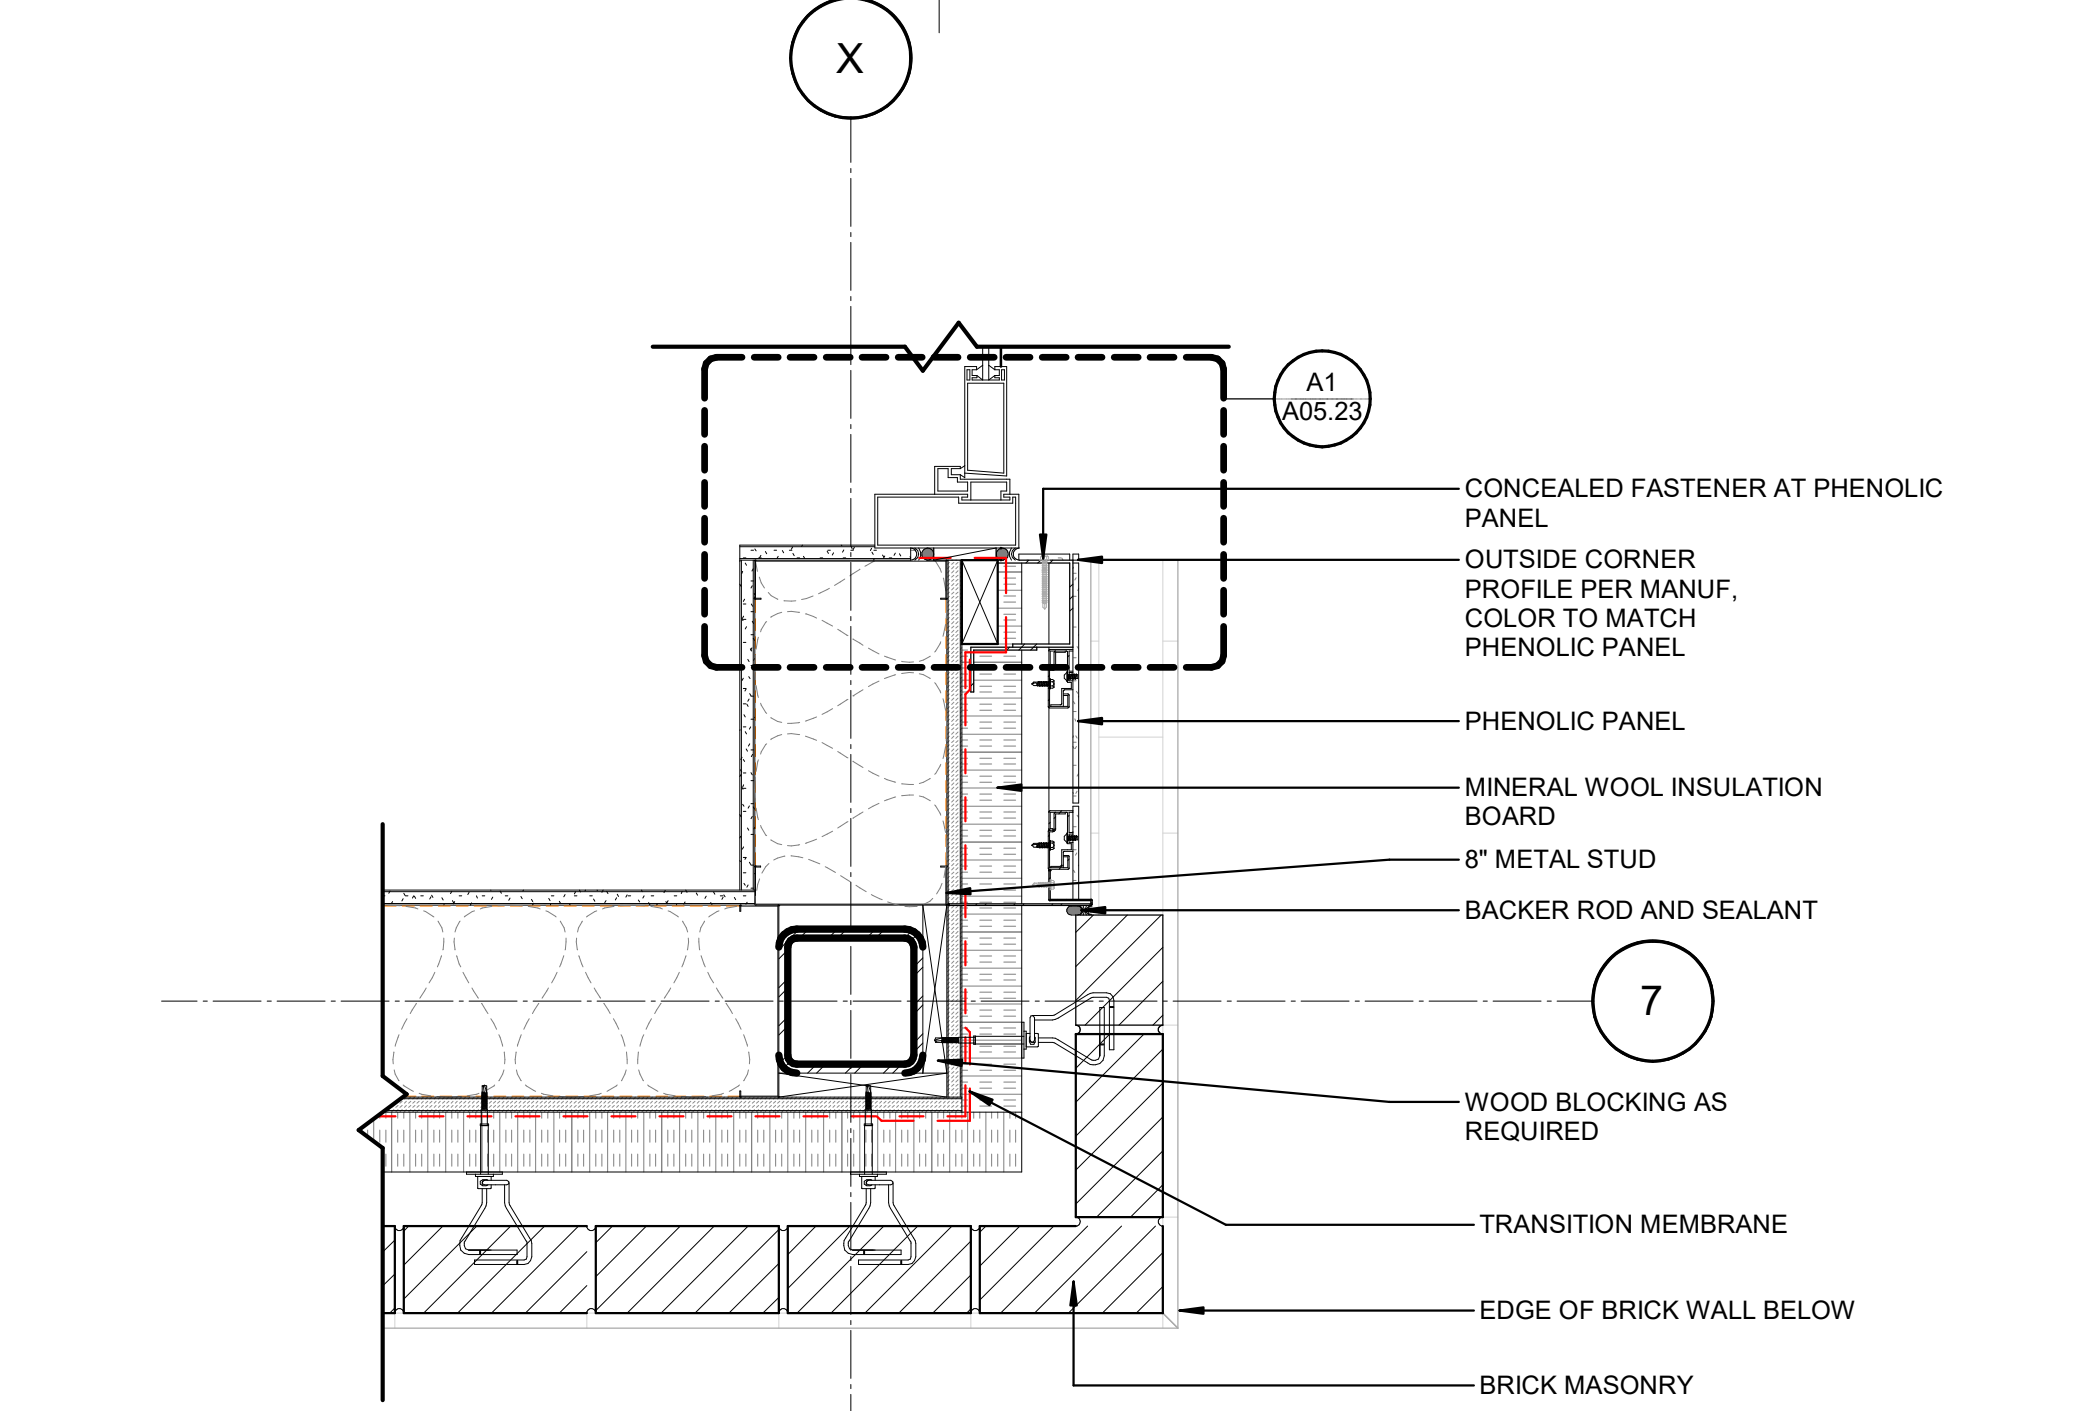 X
A1
A05.23
CONCEALED FASTENER AT PHENOLIC
PANEL
OUTSIDE CORNER
PROFILE PER MANUF,
COLOR TO MATCH
PHENOLIC PANEL
PHENOLIC PANEL
MINERAL WOOL INSULATION
BOARD
8" METAL STUD
BACKER ROD AND SEALANT
7
WOOD BLOCKING AS
REQUIRED
TRANSITION MEMBRANE
EDGE OF BRICK WALL BELOW
BRICK MASONRY